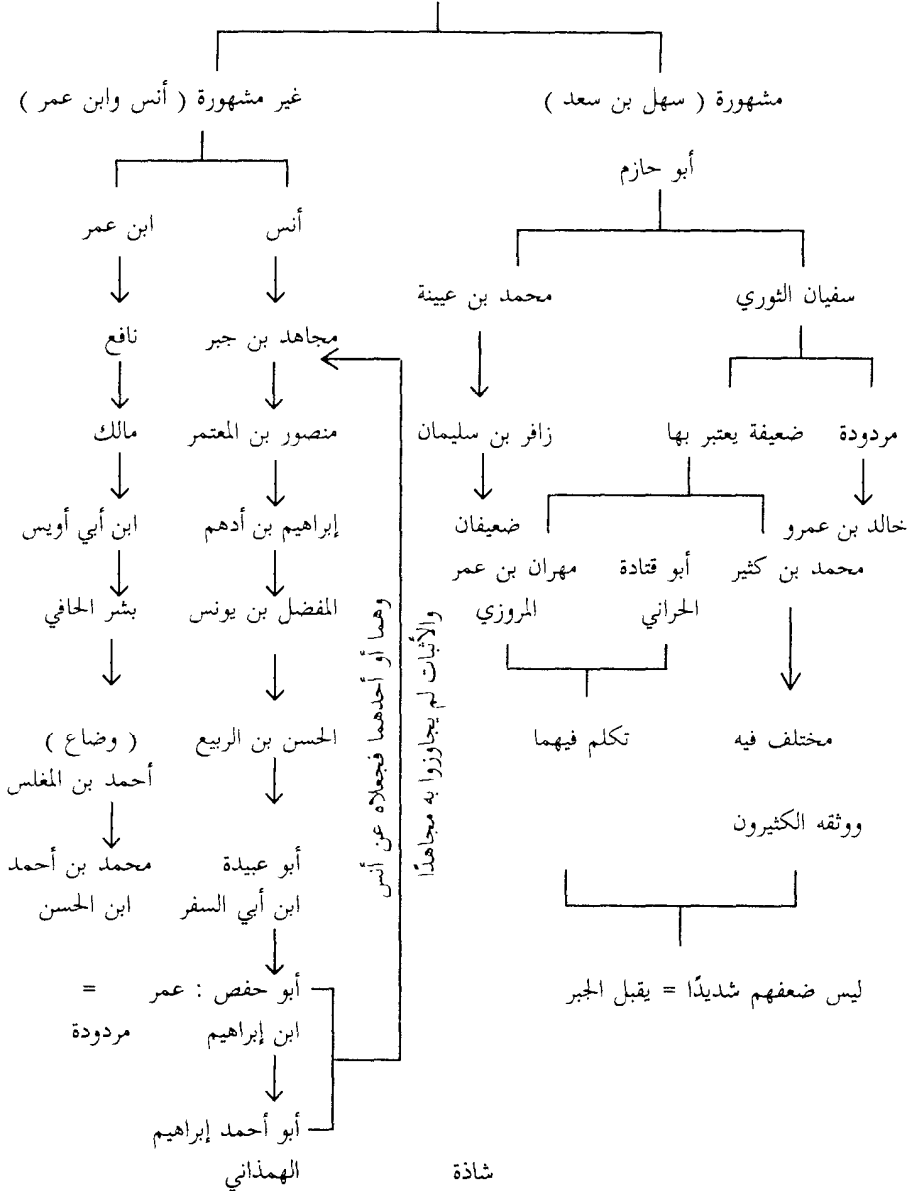 مشهورة ( سهل بن سعد )
غير مشهورة ( أنس وابن عمر )
أبو حازم
سفيان الثوري
محمد بن عيينة
مردودة
ضعيفة يعتبر بها
زافر بن سليمان
خالد بن عمرو
محمد بن كثير
أبو قتادة
الحراني
ضعيفان
مهران بن عمر
المروزي
مختلف فيه
ووثقه الكثيرون
تكلم فيهما
ليس ضعفهم شديدًا = يقبل الجبر
أنس
مجاهد بن جبر
منصور بن المعتمر
إبراهيم بن أدهم
المفضل بن يونس
الحسن بن الربيع
أبو عبيدة
ابن أبي السفر
أبو حفص : عمر =
ابن إبراهيم مردودة
أبو أحمد إبراهيم
الهمذاني
شاذة
والأثبات لم يجاوزوا به مجاهدًا
وهما أو أحدهما فجعلاه عن أنس
ابن عمر
نافع
مالك
ابن أبي أويس
بشر الحافي
( وضاع )
أحمد بن المغلس
محمد بن أحمد
ابن الحسن